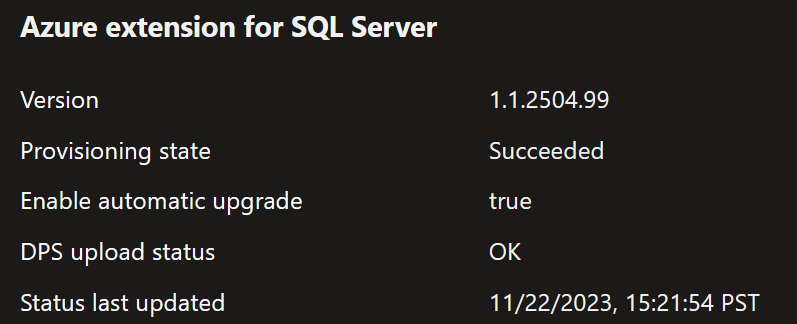 Azure extension for SQL Server
Version 1.1.2504.99
Provisioning state Succeeded
Enable automatic upgrade true
DPS upload status OK
Status last updated 11/22/2023, 15:21:54 PST